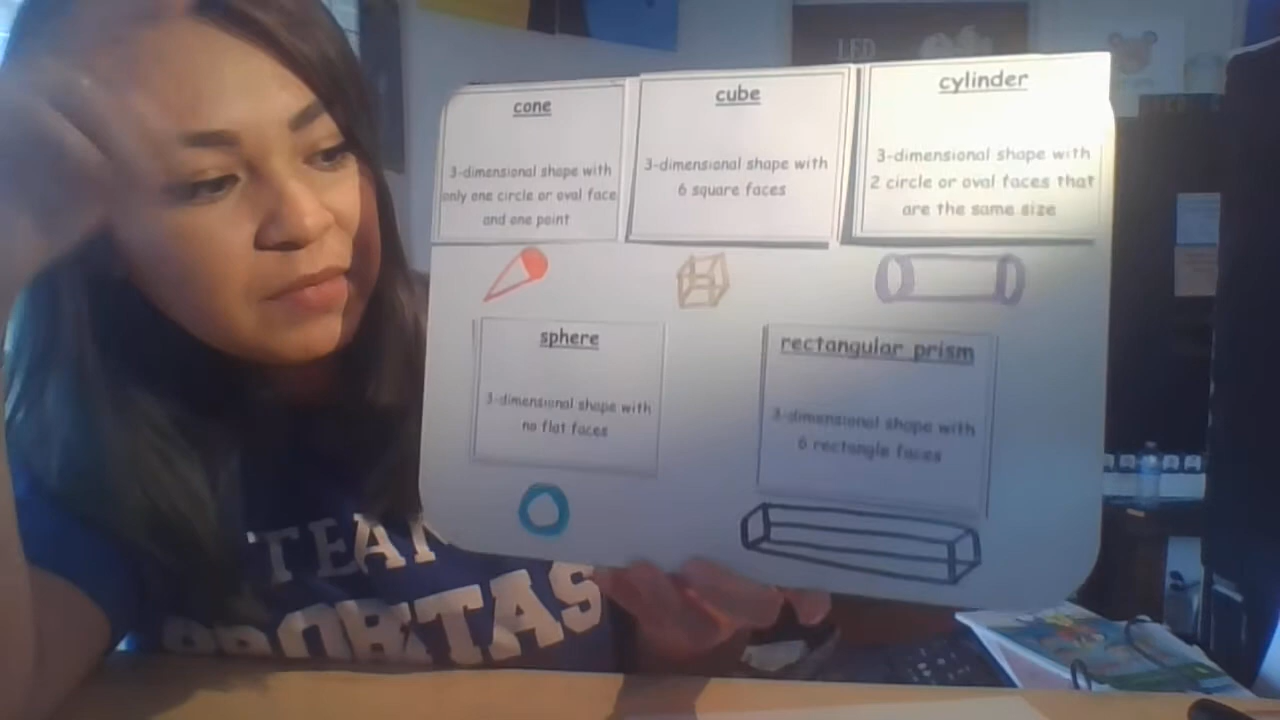 cone
3-dimensional shape with
only one circle or oval face
and one point
cube
3-dimensional shape with
6 square faces
cylinder
3-dimensional shape with
2 circle or oval faces that
are the same size
sphere
3-dimensional shape with
no flat faces
rectangular prism
3-dimensional shape with
6 rectangle faces
TEAM